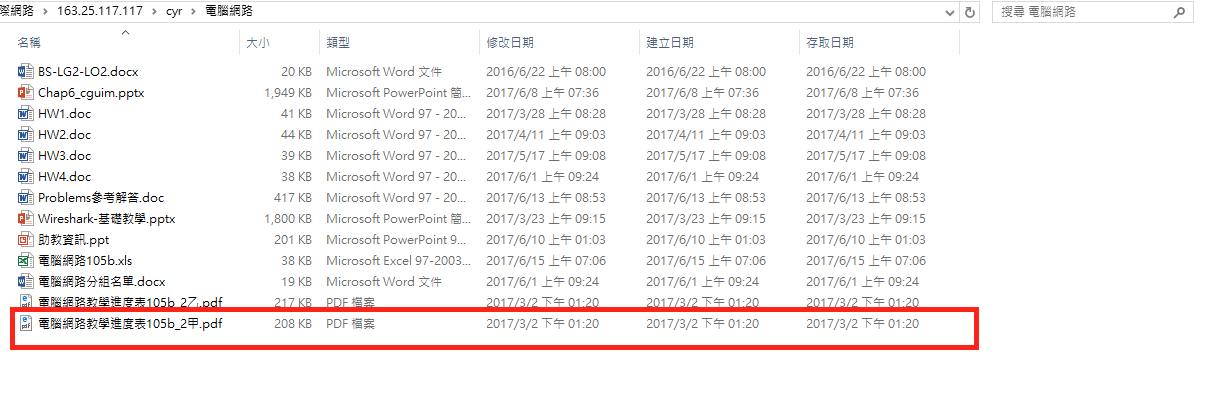 際網路 163.25.117.117 cyr 電腦網路 搜尋 電腦網路
名稱 大小 類型 修改日期 建立日期 存取日期
BS-LG2-LO2.docx 20 KB Microsoft Word 文件 2016/6/22 上午 08:00 2016/6/22 上午 08:00 2016/6/22 上午 08:00
Chap6_cguim.pptx 1,949 KB Microsoft PowerPoint 簡... 2017/6/8 上午 07:36 2017/6/8 上午 07:36 2017/6/8 上午 07:36
HW1.doc 41 KB Microsoft Word 97 - 20... 2017/3/28 上午 08:28 2017/3/28 上午 08:28 2017/3/28 上午 08:28
HW2.doc 44 KB Microsoft Word 97 - 20... 2017/4/11 上午 09:03 2017/4/11 上午 09:03 2017/4/11 上午 09:03
HW3.doc 39 KB Microsoft Word 97 - 20... 2017/5/17 上午 09:08 2017/5/17 上午 09:08 2017/5/17 上午 09:08
HW4.doc 38 KB Microsoft Word 97 - 20... 2017/6/1 上午 09:24 2017/6/1 上午 09:24 2017/6/1 上午 09:24
Problems參考解答.doc 417 KB Microsoft Word 97 - 20... 2017/6/13 上午 08:53 2017/6/13 上午 08:53 2017/6/13 上午 08:53
Wireshark-基礎教學.pptx 1,800 KB Microsoft PowerPoint 簡... 2017/3/23 上午 09:15 2017/3/23 上午 09:15 2017/3/23 上午 09:15
助教資訊.ppt 201 KB Microsoft PowerPoint 9... 2017/6/10 上午 01:03 2017/6/10 上午 01:03 2017/6/10 上午 01:03
電腦網路105b.xls 38 KB Microsoft Excel 97-2003... 2017/6/15 上午 07:06 2017/6/15 上午 07:06 2017/6/15 上午 07:06
電腦網路分組名單.docx 19 KB Microsoft Word 文件 2017/6/1 上午 09:24 2017/6/1 上午 09:24 2017/6/1 上午 09:24
電腦網路教學進度表105b_2乙.pdf 217 KB PDF 檔案 2017/3/2 下午 01:20 2017/3/2 下午 01:20 2017/3/2 下午 01:20
電腦網路教學進度表105b_2甲.pdf 208 KB PDF 檔案 2017/3/2 下午 01:20 2017/3/2 下午 01:20 2017/3/2 下午 01:20